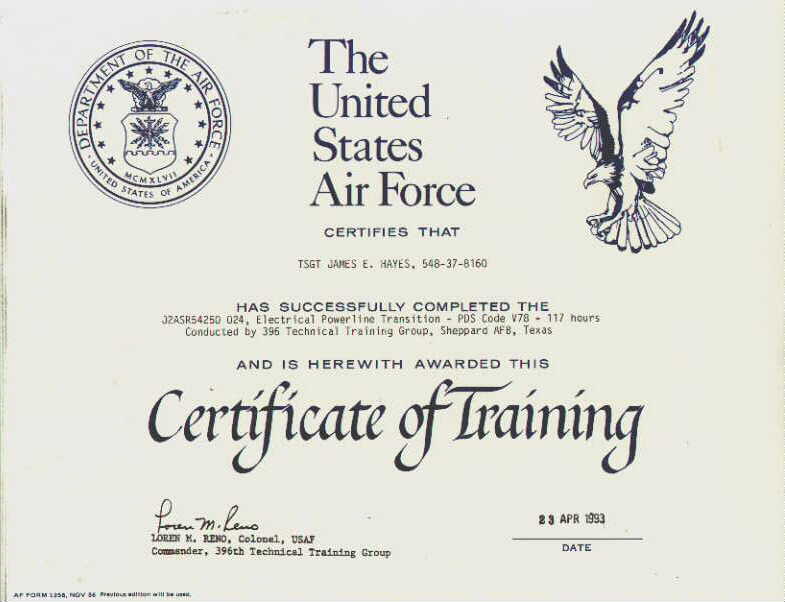 DEPARTMENT OF THE AIR FORCE
MCMXLVII
UNITED STATES OF AMERICA
The
United
States
Air Force
CERTIFIES THAT
TSGT JAMES E. HAYES, 548-37-8160
HAS SUCCESSFULLY COMPLETED THE
J2ASR54250 024, Electrical Powerline Transition - PDS Code V78 - 117 hours
Conducted by 396 Technical Training Group, Sheppard AFB, Texas
AND IS HEREWITH AWARDED THIS
Certificate of Training
Loren M. Reno
LOREN M. RENO, Colonel, USAF
Commander, 396th Technical Training Group
23 APR 1993
DATE
AF FORM 1256, NOV 86 Previous edition will be used.